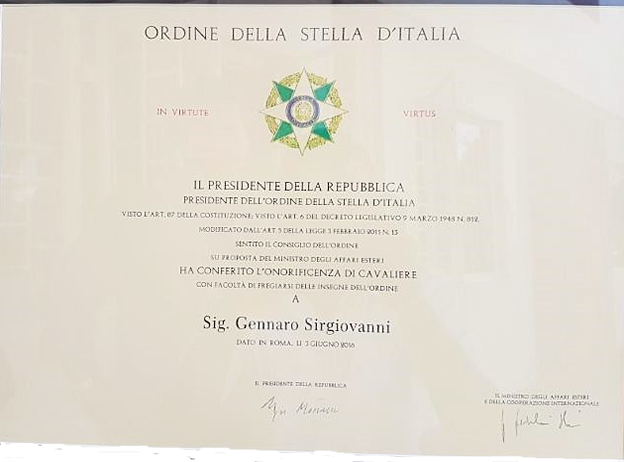 ORDINE DELLA STELLA D'ITALIA
IN VIRTUTE VIRTUS
IL PRESIDENTE DELLA REPUBBLICA
PRESIDENTE DELL'ORDINE DELLA STELLA D'ITALIA
VISTO L'ART. 87 DELLA COSTITUZIONE; VISTO L'ART. 6 DEL DECRETO LEGISLATIVO 9 MARZO 1948 N. 812,
MODIFICATO DALL'ART. 5 DELLA LEGGE 3 FEBBRAIO 2011 N. 13
SENTITO IL CONSIGLIO DELL'ORDINE
SU PROPOSTA DEL MINISTRO DEGLI AFFARI ESTERI
HA CONFERITO L'ONORIFICENZA DI CAVALIERE
CON FACOLTÀ DI FREGIARSI DELLE INSEGNE DELL'ORDINE
A
Sig. Gennaro Sirgiovanni
DATO IN ROMA, LI 3 GIUGNO 2016
IL PRESIDENTE DELLA REPUBBLICA
IL MINISTRO DEGLI AFFARI ESTERI
E DELLA COOPERAZIONE INTERNAZIONALE